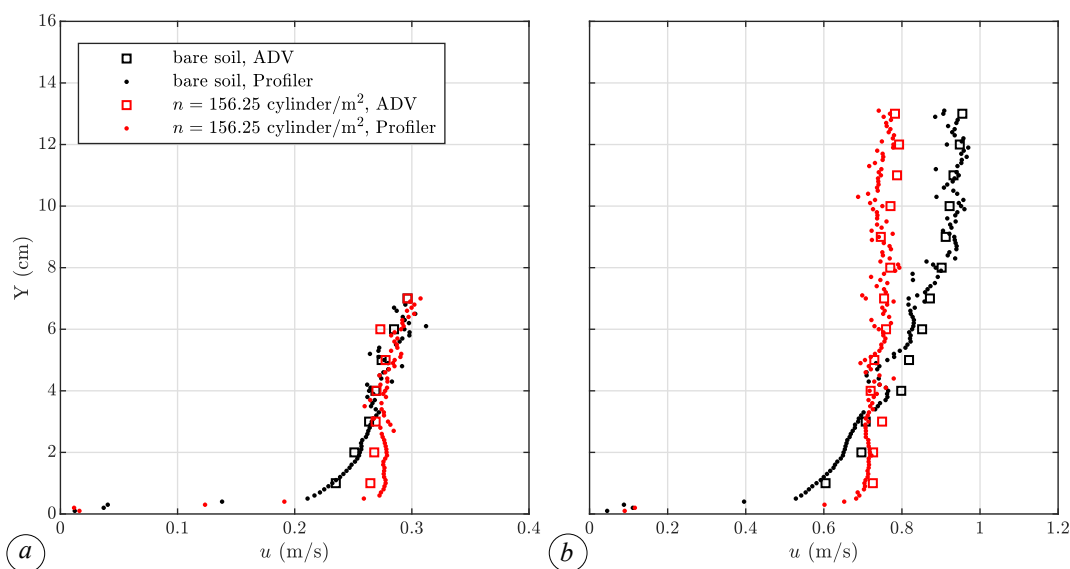 16
14
12
10
8
6
4
2
0
Y (cm)
bare soil, ADV
bare soil, Profiler
n = 156.25 cylinder/m², ADV
n = 156.25 cylinder/m², Profiler
0 0.1 0.2 0.3 0.4
u (m/s)
a
0 0.2 0.4 0.6 0.8 1 1.2
u (m/s)
b